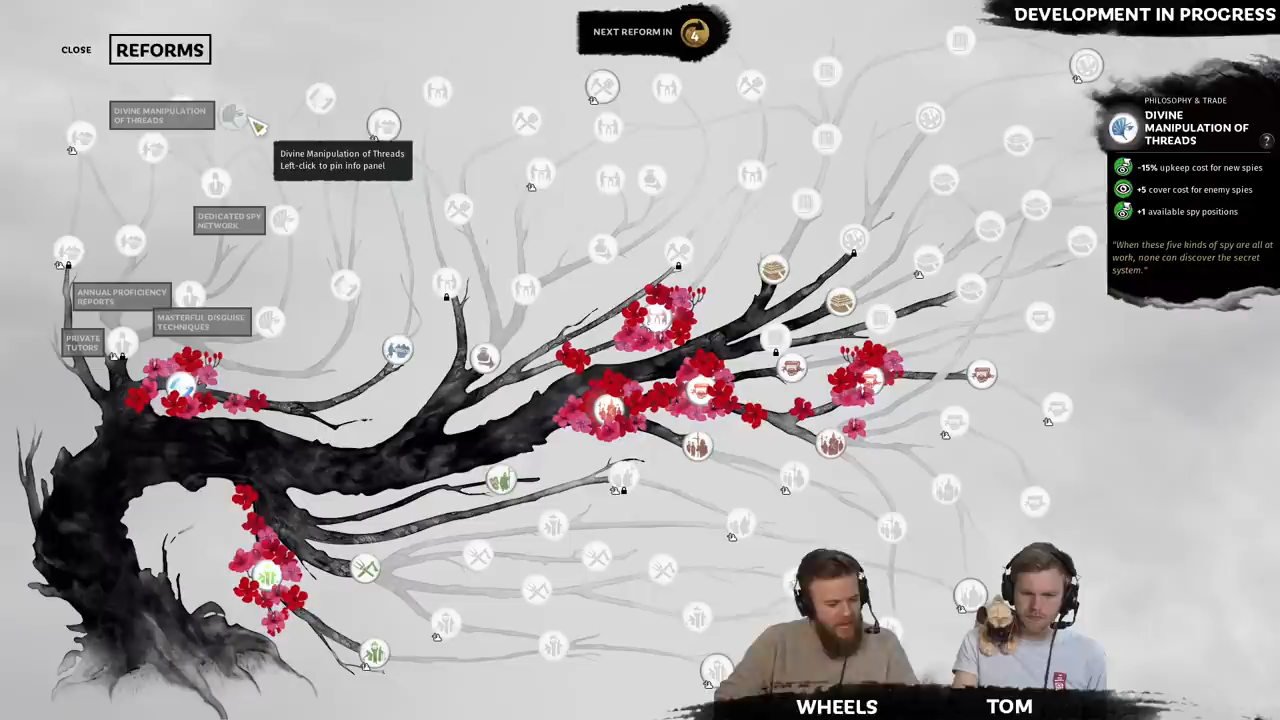 DEVELOPMENT IN PROGRESS
NEXT REFORM IN
4
CLOSE
REFORMS
DIVINE MANIPULATION
OF THREADS
Divine Manipulation of Threads
Left-click to pin info panel
DEDICATED SPY
NETWORK
ANNUAL PROFICIENCY
REPORTS
MASTERFUL DISGUISE
TECHNIQUES
PRIVATE
TUTORS
PHILOSOPHY & TRADE
DIVINE
MANIPULATION OF
THREADS
?
-15% upkeep cost for new spies
+5 cover cost for enemy spies
+1 available spy positions
"When these five kinds of spy are all at
work, none can discover the secret
system."
WHEELS
TOM